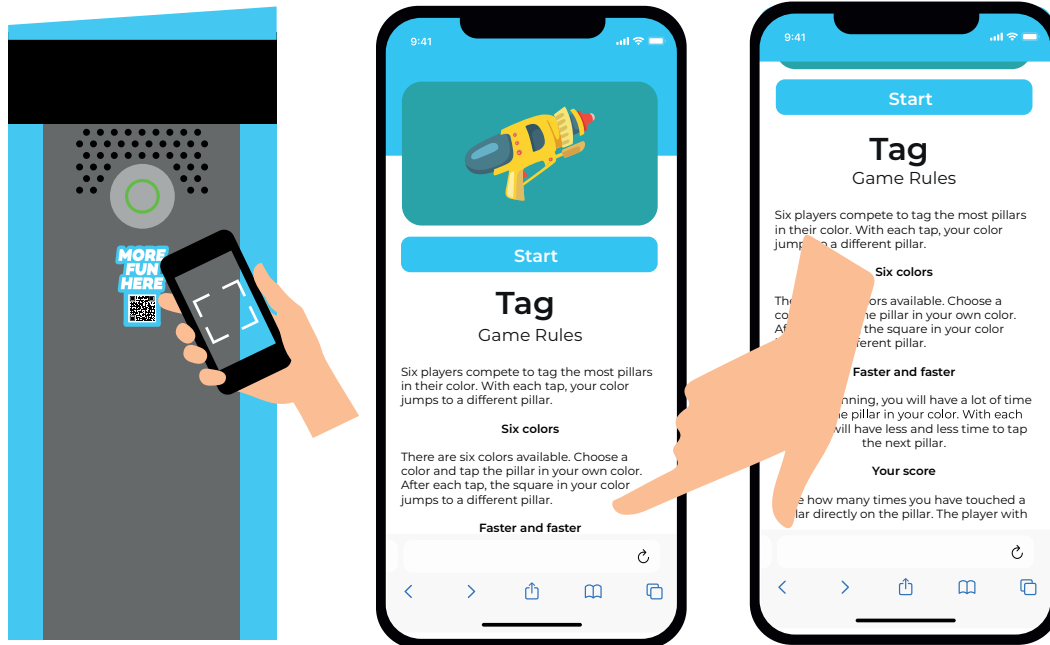 MORE
FUN
HERE
9:41
Start
Tag
Game Rules
Six players compete to tag the most pillars
in their color. With each tap, your color
jumps to a different pillar.
Six colors
There are six colors available. Choose a
color and tap the pillar in your own color.
After each tap, the square in your color
jumps to a different pillar.
Faster and faster
9:41
Start
Tag
Game Rules
Six players compete to tag the most pillars
in their color. With each tap, your color
a different pillar.
Six colors
available. Choose a
pillar in your own color.
the square in your color
pillar.
Faster and faster
you will have a lot of time
pillar in your color. With each
will have less and less time to tap
the next pillar.
Your score
how many times you have touched a
directly on the pillar. The player with